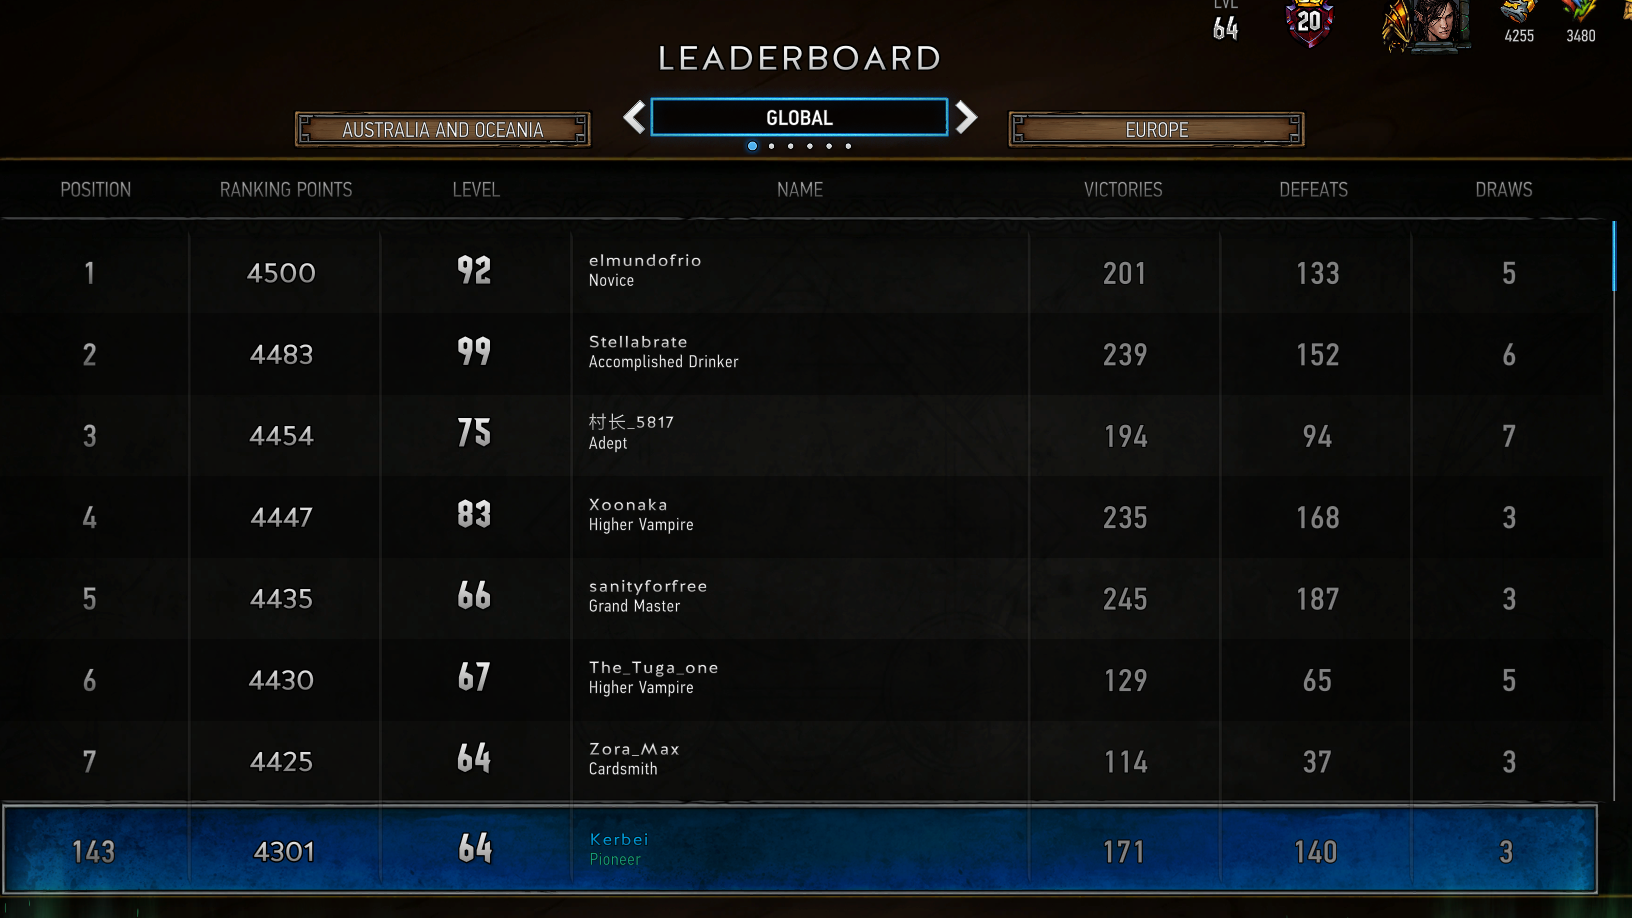 LVL
64
20
4255
3480
LEADERBOARD
AUSTRALIA AND OCEANIA
GLOBAL
EUROPE
POSITION RANKING POINTS LEVEL NAME VICTORIES DEFEATS DRAWS
1 4500 92 elmundofrio 201 133 5
Novice
2 4483 99 Stellabrate 239 152 6
Accomplished Drinker
3 4454 75 村长_5817 194 94 7
Adept
4 4447 83 Xoonaka 235 168 3
Higher Vampire
5 4435 66 sanityforfree 245 187 3
Grand Master
6 4430 67 The_Tuga_one 129 65 5
Higher Vampire
7 4425 64 Zora_Max 114 37 3
Cardsmith
143 4301 64 Kerbei 171 140 3
Pioneer